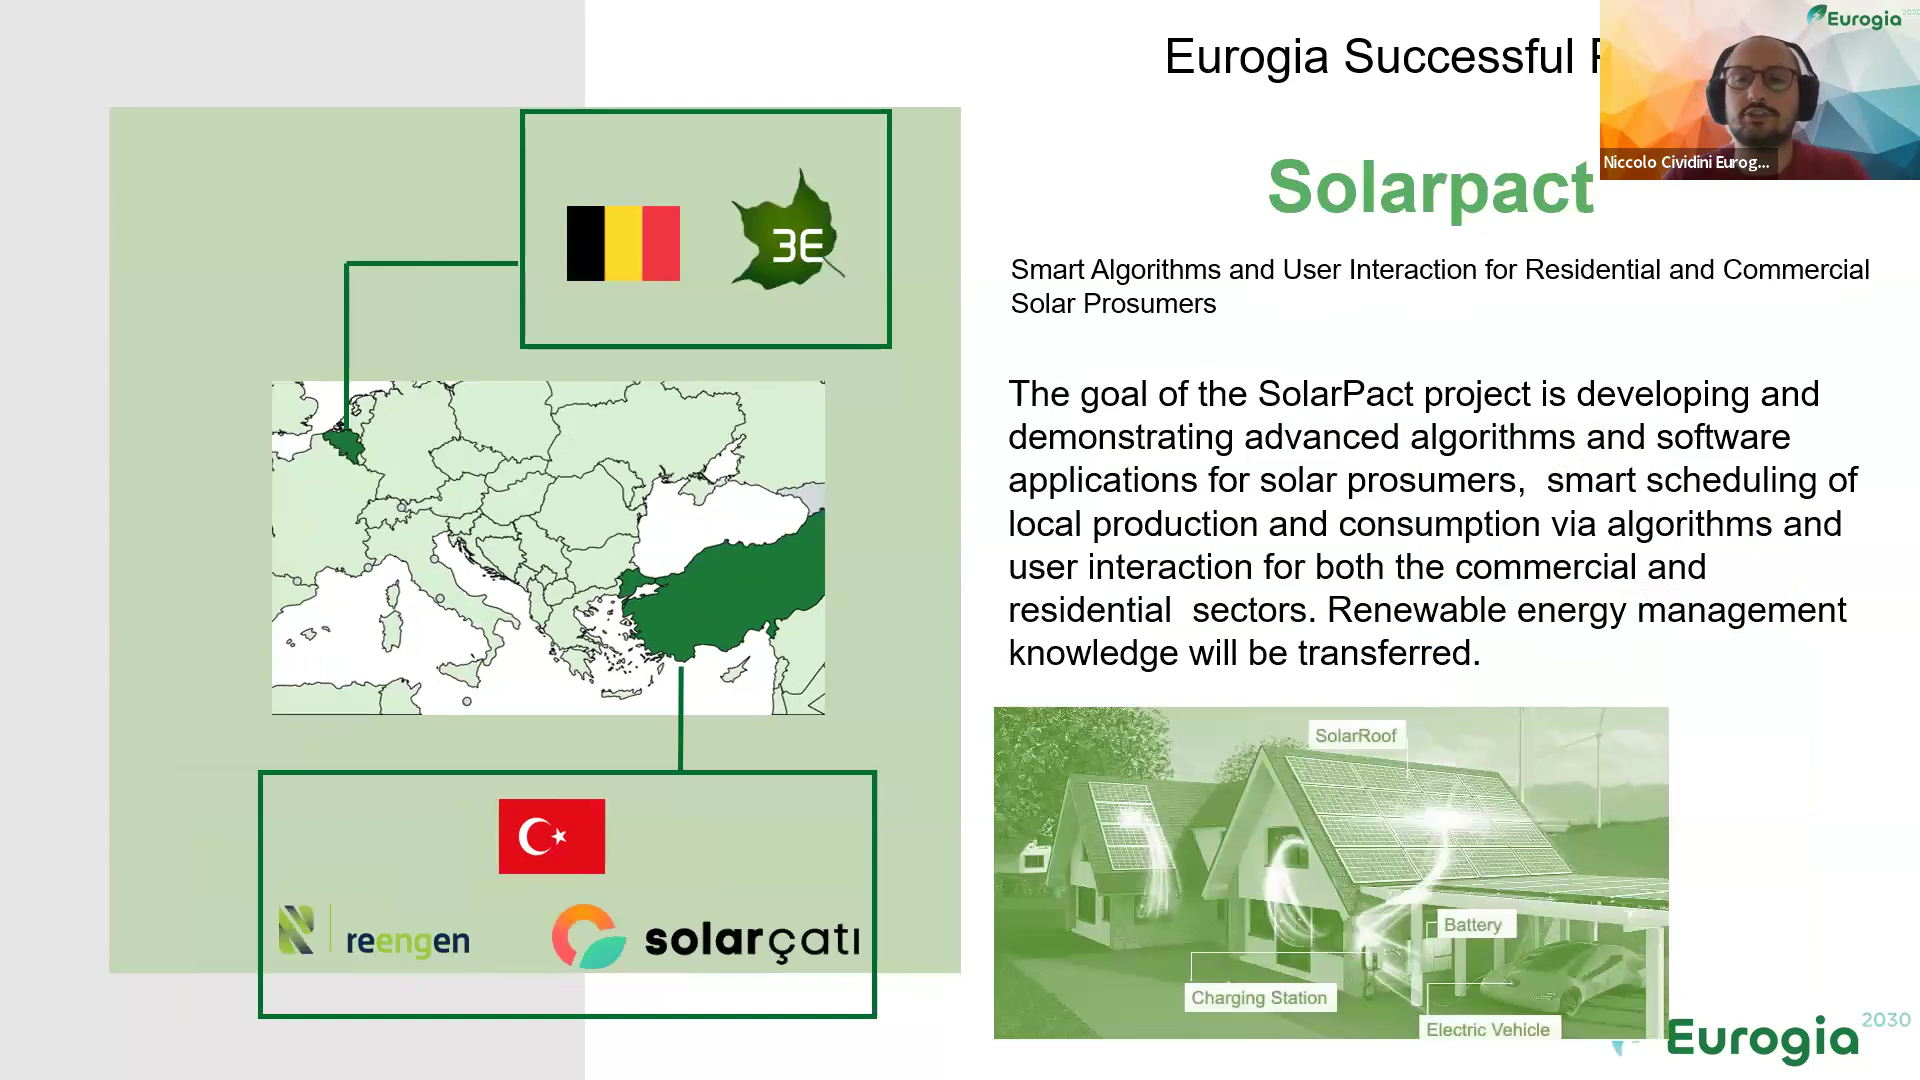 Eurogia Successful
Eurogia 2030
Niccolo Cividini Eurog...
3E
Solarpact
Smart Algorithms and User Interaction for Residential and Commercial
Solar Prosumers
The goal of the SolarPact project is developing and
demonstrating advanced algorithms and software
applications for solar prosumers, smart scheduling of
local production and consumption via algorithms and
user interaction for both the commercial and
residential sectors. Renewable energy management
knowledge will be transferred.
reengen
solarçatı
SolarRoof
Battery
Charging Station
Electric Vehicle
Eurogia 2030